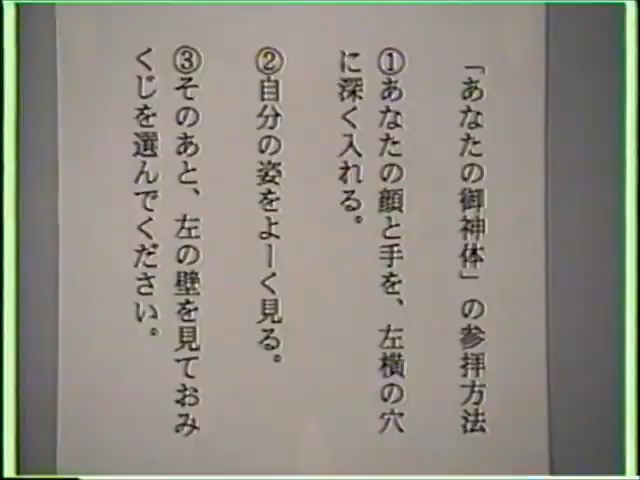 「あなたの御神体」の参拝方法
①あなたの顔と手を、左横の穴
に深く入れる。
②自分の姿をよーく見る。
③そのあと、左の壁を見ておみ
くじを選んでください。